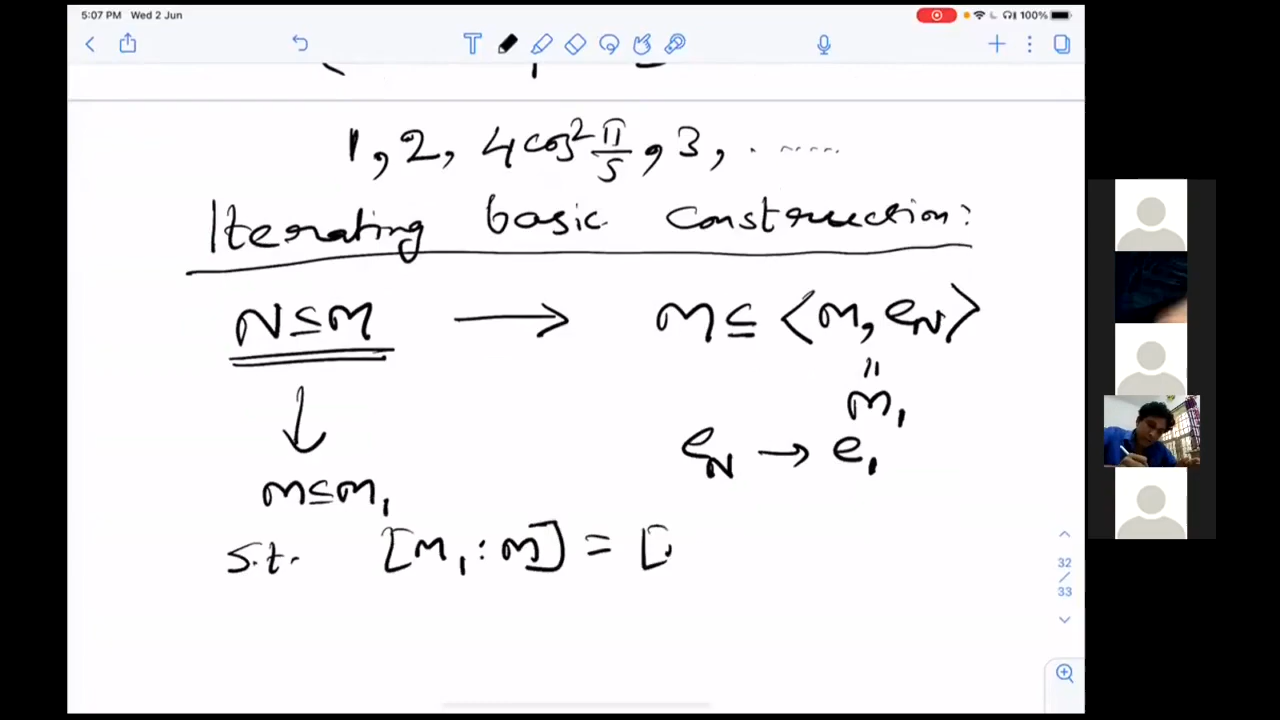 5:07 PM Wed 2 Jun
100%
1, 2, 4cos² π/5, 3, . ......
Iterating basic construction:
N ⊆ M → M ⊆ ⟨M, e_N⟩
=
M₁
↓
e_N → e₁
M ⊆ M₁
s.t. [M₁ : M] = [
32
/
33